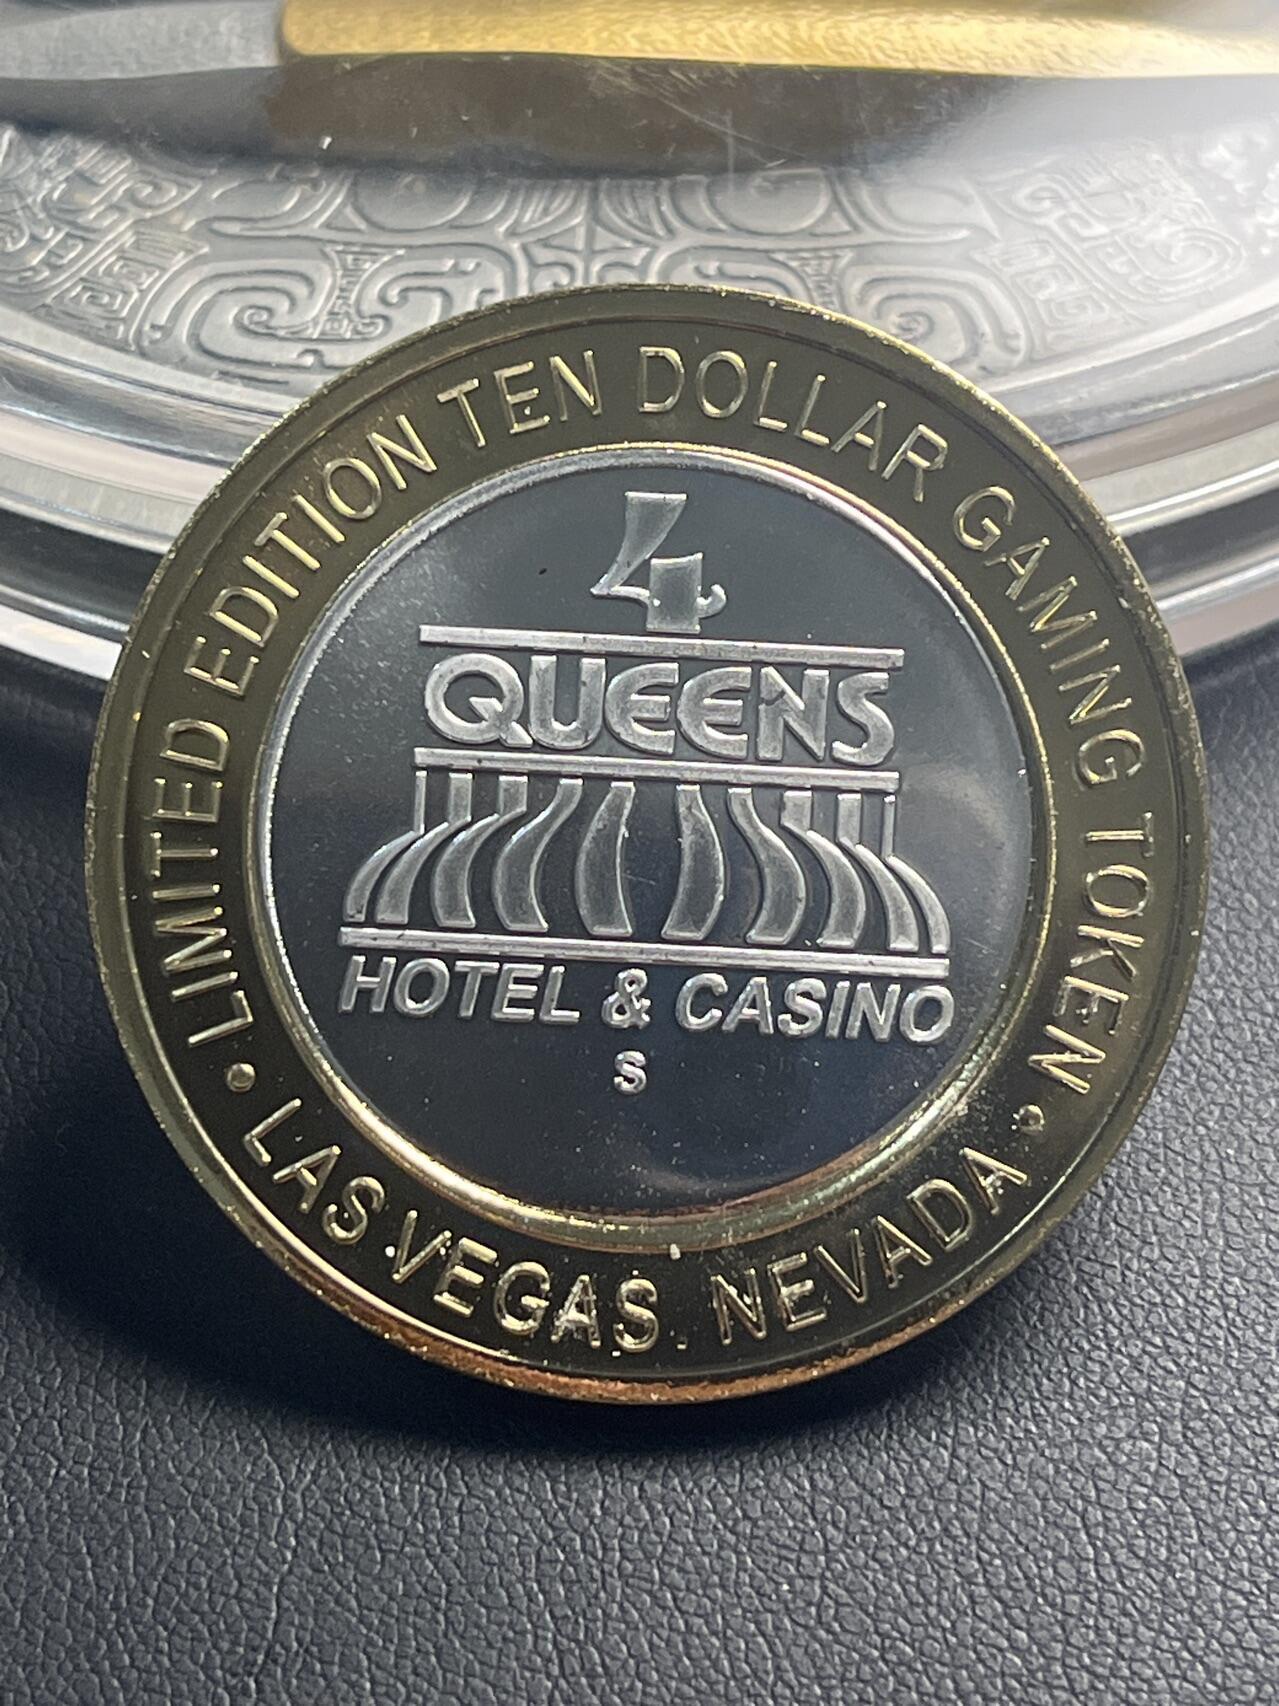 LIMITED EDITION TEN DOLLAR GAMING TOKEN
4
QUEENS
HOTEL & CASINO
S
• LAS VEGAS, NEVADA •